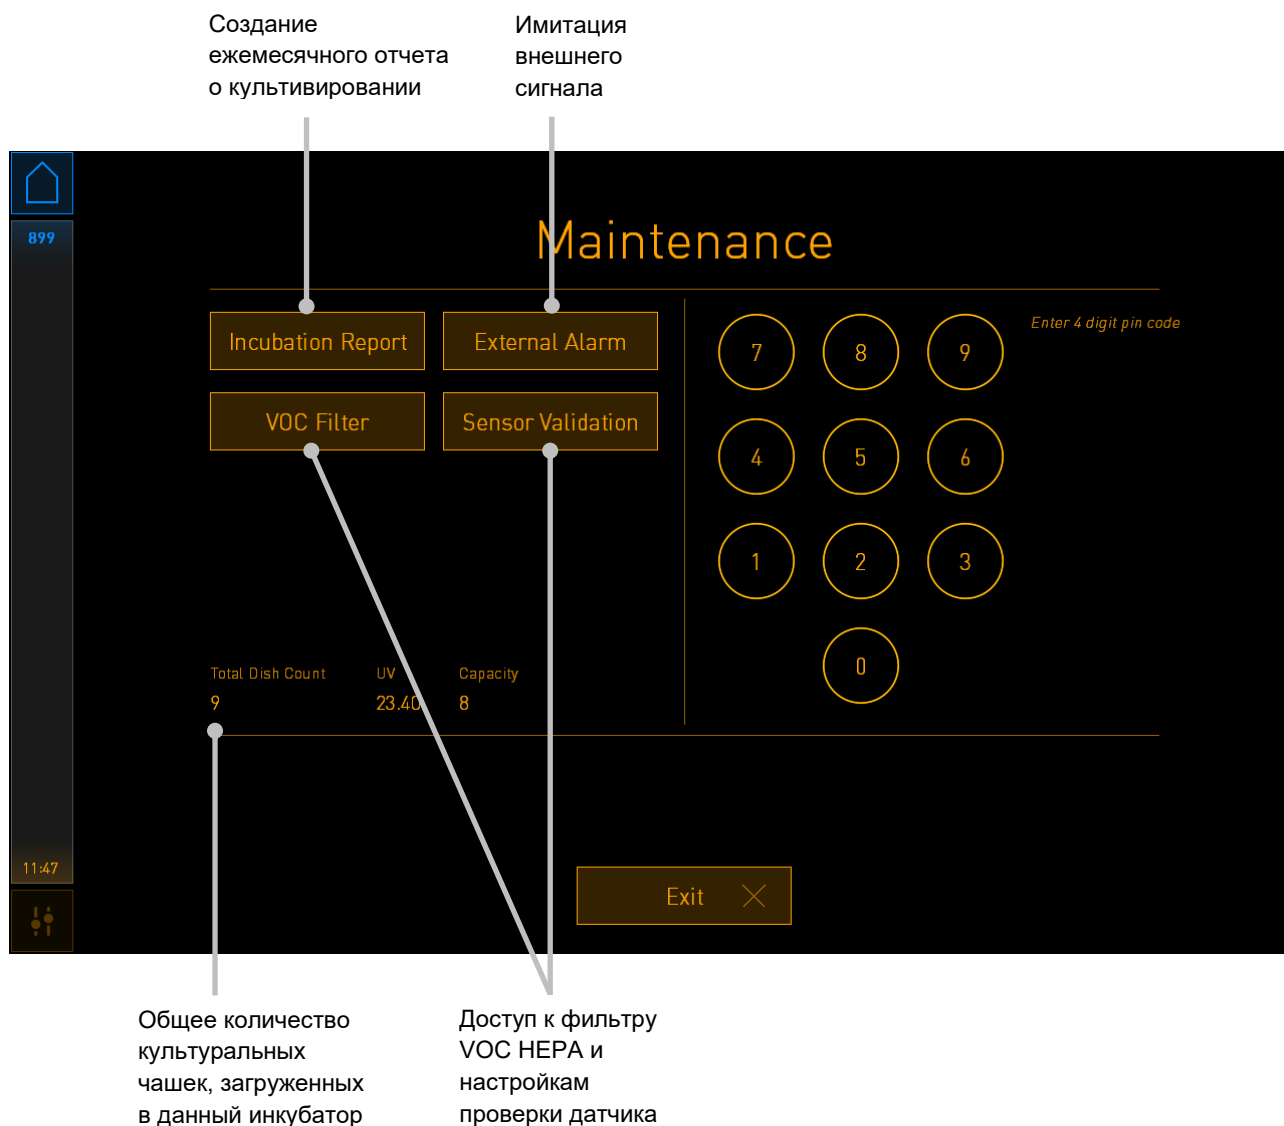 Создание
ежемесячного отчета
о культивировании
Имитация
внешнего
сигнала
899
Maintenance
Incubation Report
External Alarm
VOC Filter
Sensor Validation
Enter 4 digit pin code
7 8 9
4 5 6
1 2 3
0
Total Dish Count UV Capacity
9 23.40 8
11:47
Exit
Общее количество
культуральных
чашек, загруженных
в данный инкубатор
Доступ к фильтру
VOC HEPA и
настройкам
проверки датчика